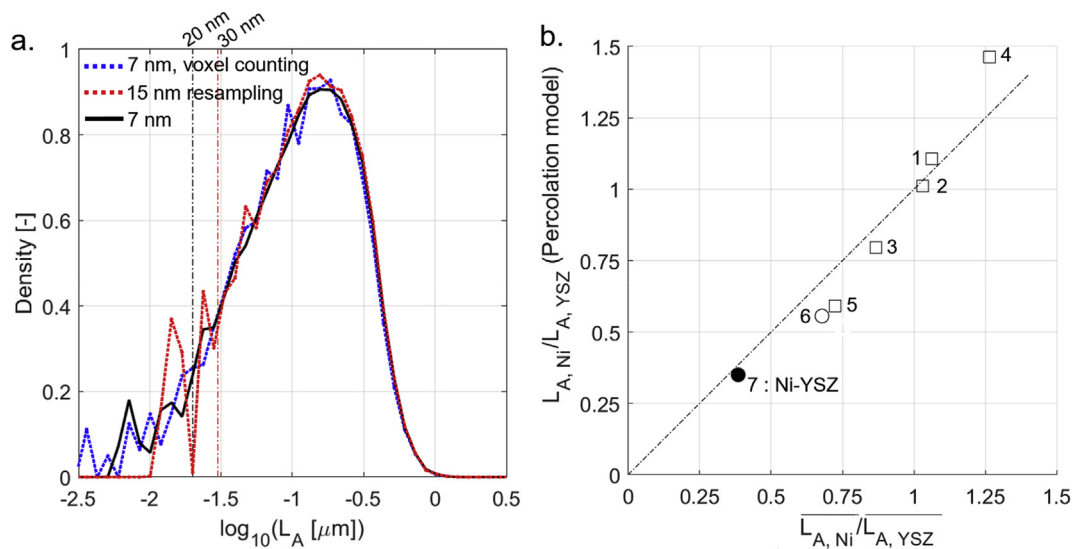 a.
20 nm
30 nm
7 nm, voxel counting
15 nm resampling
7 nm
Density [-]
1
0.8
0.6
0.4
0.2
0
-2.5 -2 -1.5 -1 -0.5 0 0.5
log10(LA [μm])
b.
LA, Ni/LA, YSZ (Percolation model)
1.5
1.25
1
0.75
0.5
0.25
0
4
1
2
3
5
6
7 : Ni-YSZ
0 0.25 0.5 0.75 1 1.25 1.5
LA, Ni/LA, YSZ